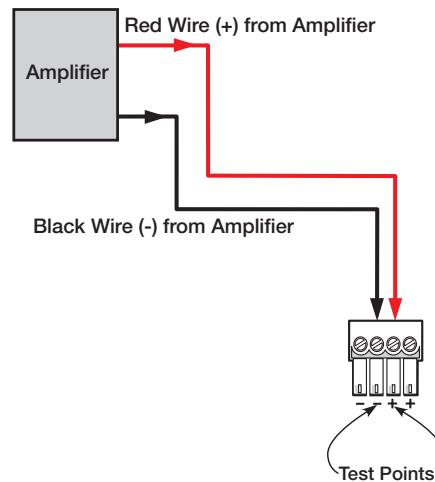 Red Wire (+) from Amplifier
Amplifier
Black Wire (-) from Amplifier
- - + +
Test Points